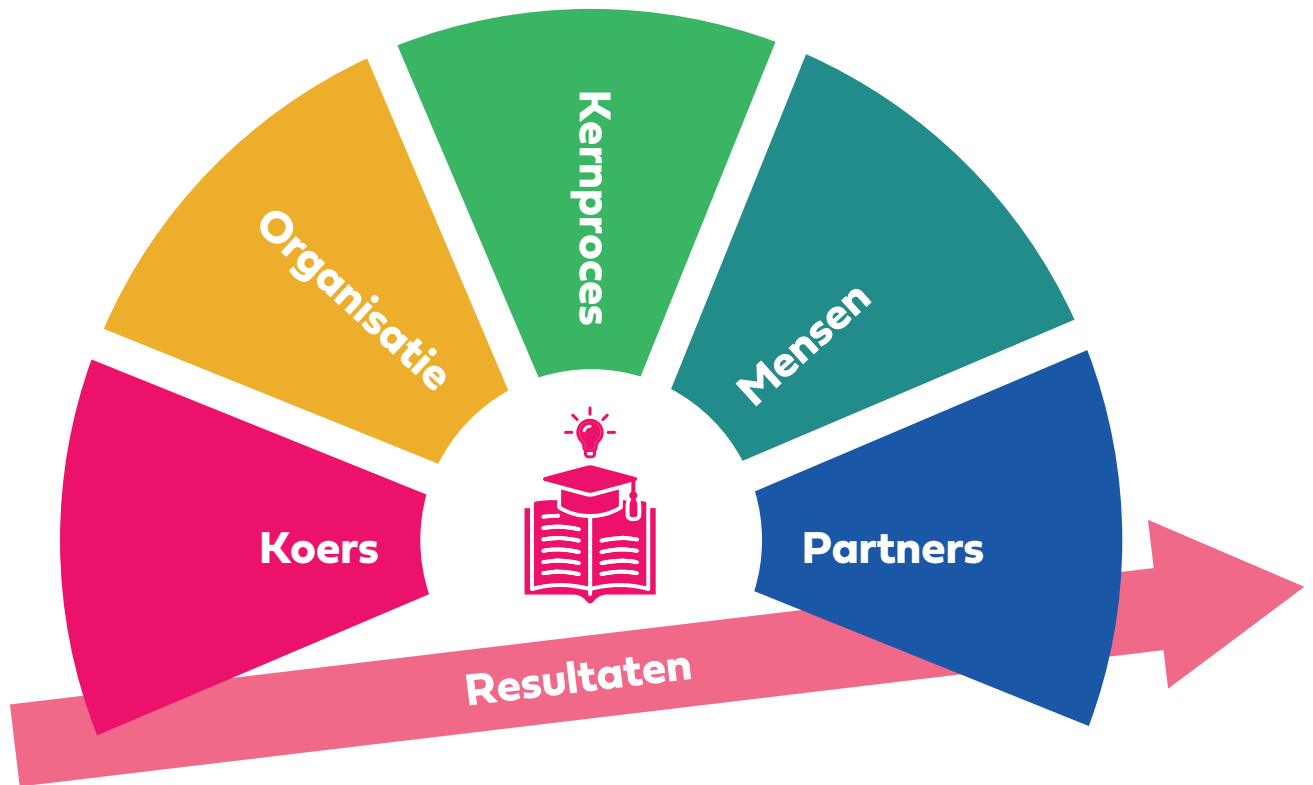 Koers
Organisatie
Kernproces
Mensen
Partners
Resultaten